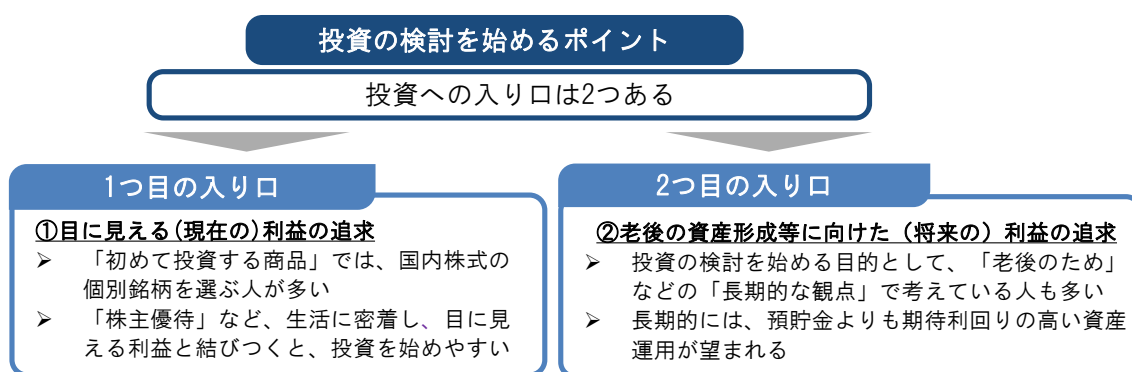 投資の検討を始めるポイント
投資への入り口は2つある
1つ目の入り口
①目に見える(現在の)利益の追求
➢ 「初めて投資する商品」では、国内株式の
個別銘柄を選ぶ人が多い
➢ 「株主優待」など、生活に密着し、目に見
える利益と結びつくと、投資を始めやすい
2つ目の入り口
②老後の資産形成等に向けた（将来の）利益の追求
➢ 投資の検討を始める目的として、「老後のため」
などの「長期的な観点」で考えている人も多い
➢ 長期的には、預貯金よりも期待利回りの高い資産
運用が望まれる